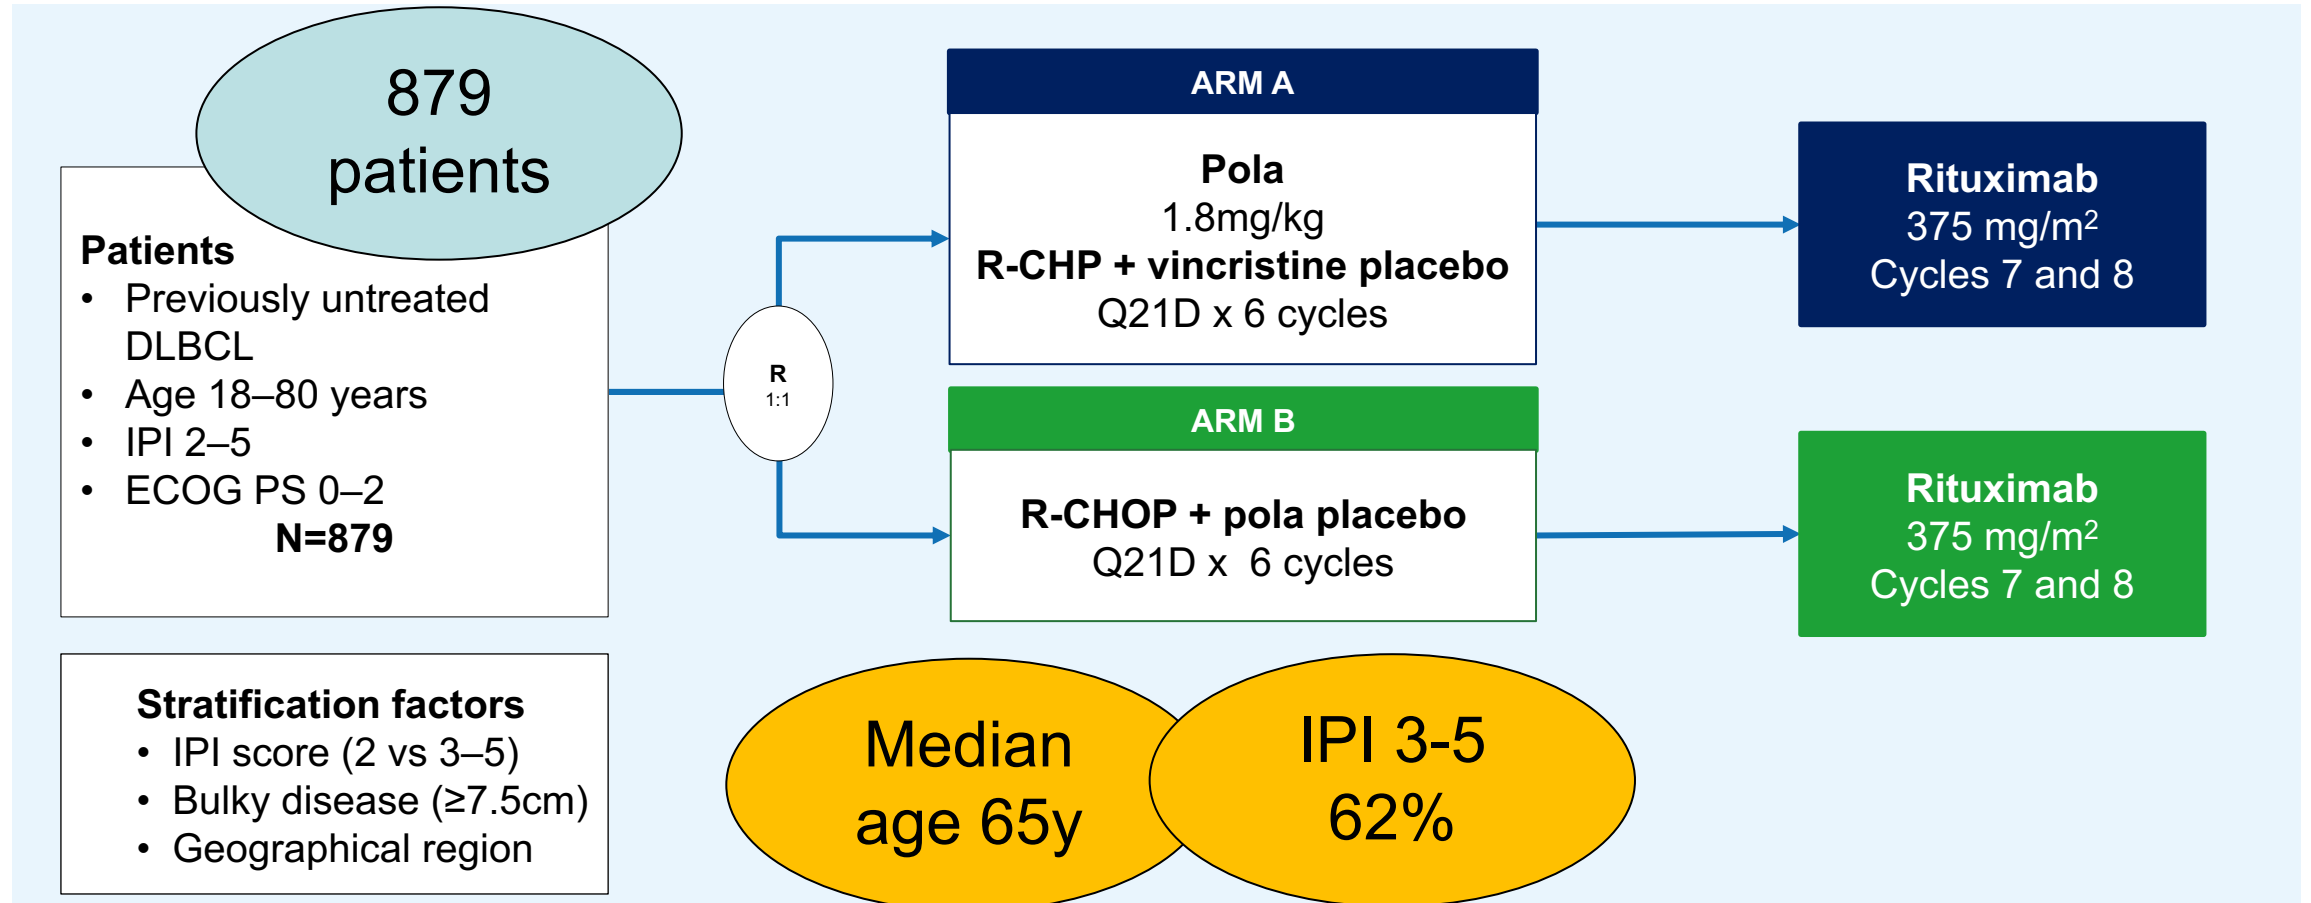 879
patients
Patients
• Previously untreated
DLBCL
• Age 18–80 years
• IPI 2–5
• ECOG PS 0–2
N=879
Stratification factors
• IPI score (2 vs 3–5)
• Bulky disease (≥7.5cm)
• Geographical region
R
1:1
ARM A
Pola
1.8mg/kg
R-CHP + vincristine placebo
Q21D x 6 cycles
ARM B
R-CHOP + pola placebo
Q21D x  6 cycles
Rituximab
375 mg/m²
Cycles 7 and 8
Rituximab
375 mg/m²
Cycles 7 and 8
Median
age 65y
IPI 3-5
62%